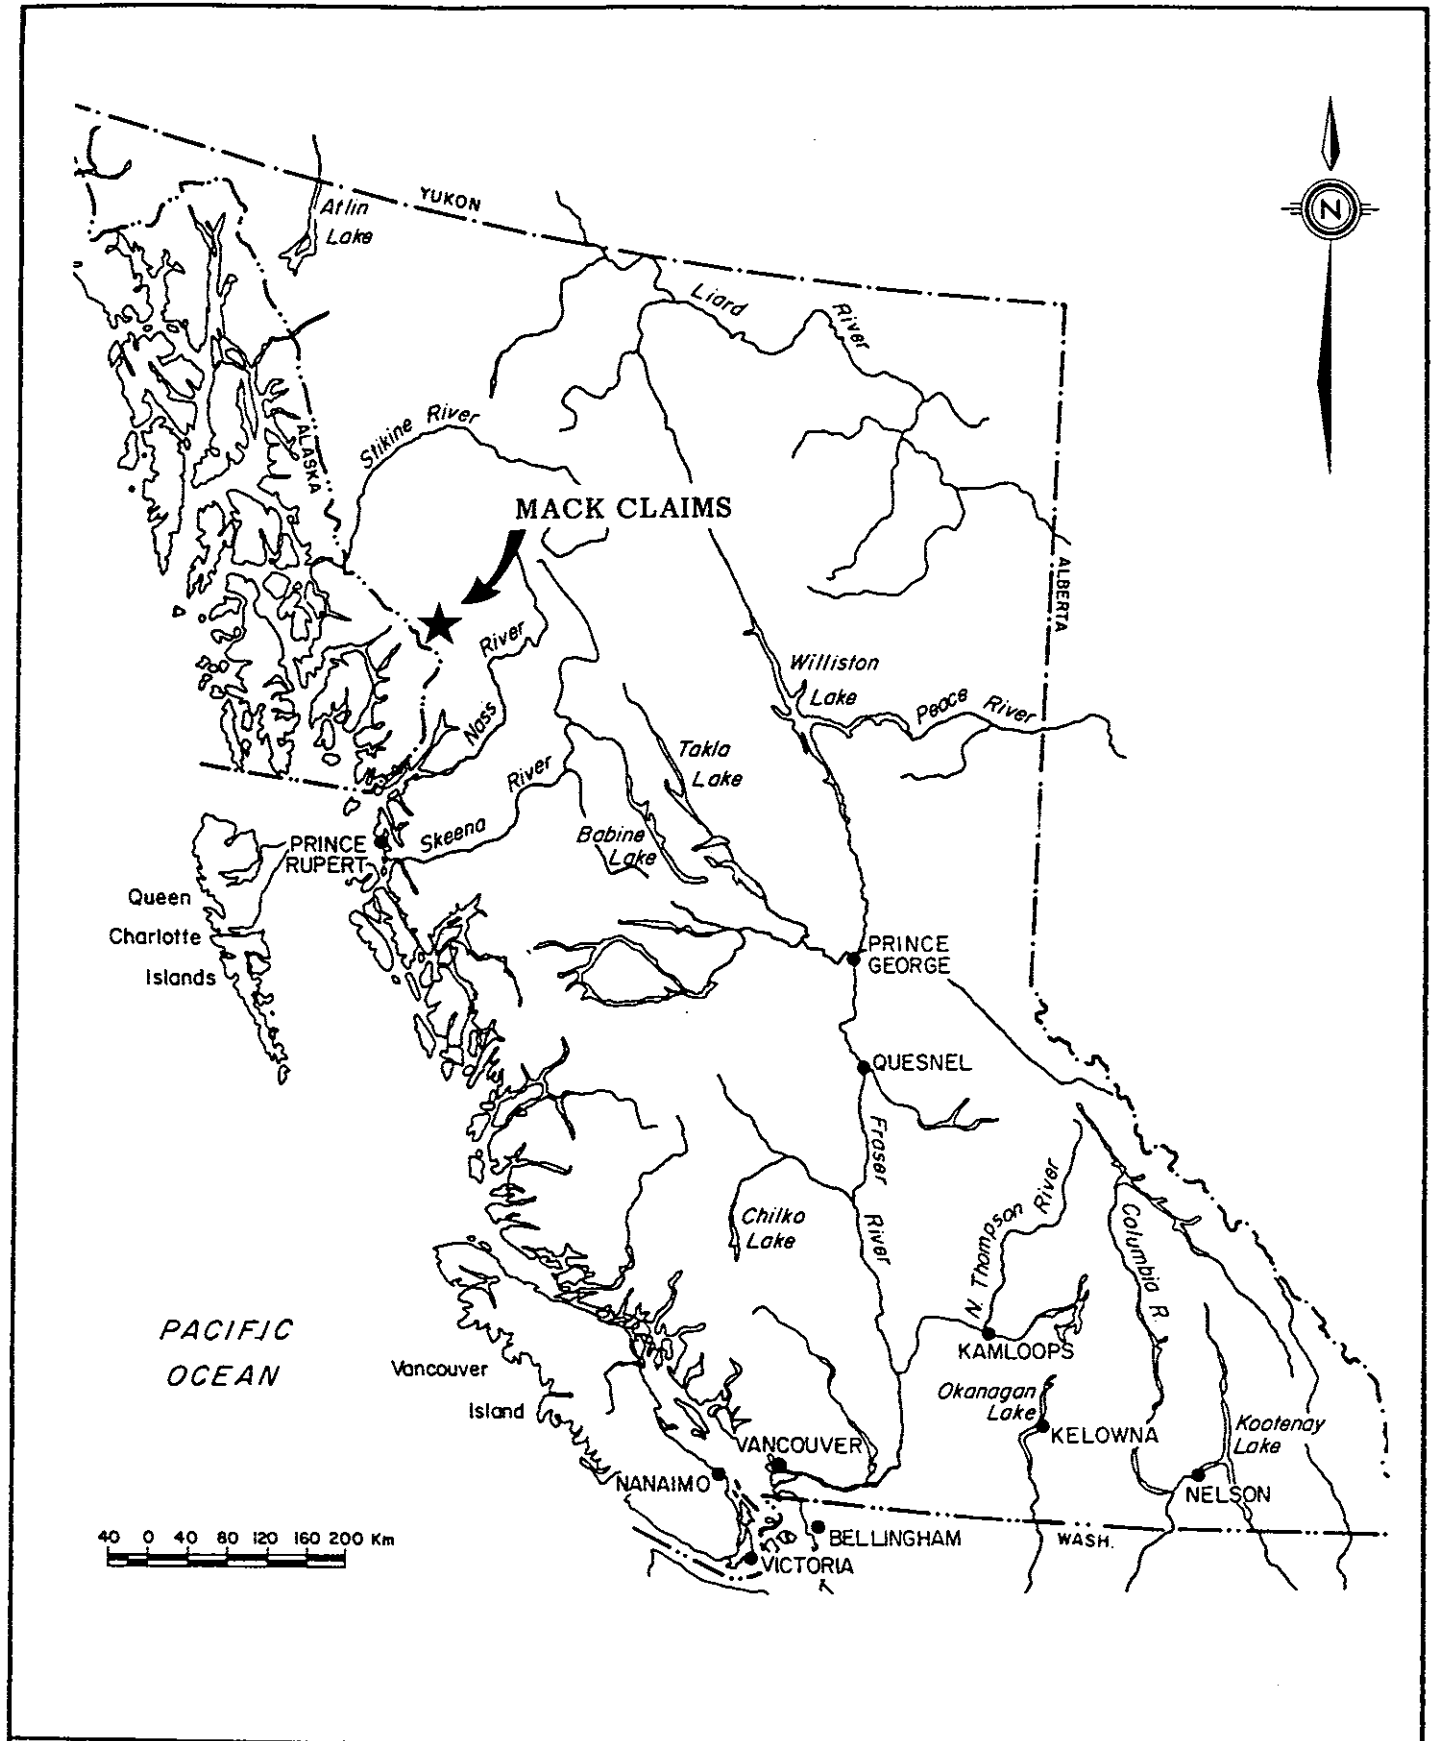 YUKON
Atlin
Lake
N
Liard
River
ALASKA
Stikine River
MACK CLAIMS
ALBERTA
River
Nass
Williston
Lake
Peace River
Takla
Lake
River
Skeena
Babine
Lake
PRINCE
RUPERT
Queen
Charlotte
Islands
PRINCE
GEORGE
QUESNEL
Fraser
River
Chilko
Lake
N. Thompson River
Columbia R.
PACIFIC
OCEAN
KAMLOOPS
Vancouver
Island
Okanagan
Lake
KELOWNA
Kootenay
Lake
VANCOUVER
NANAIMO
NELSON
BELLINGHAM
WASH.
VICTORIA
40 0 40 80 120 160 200 Km